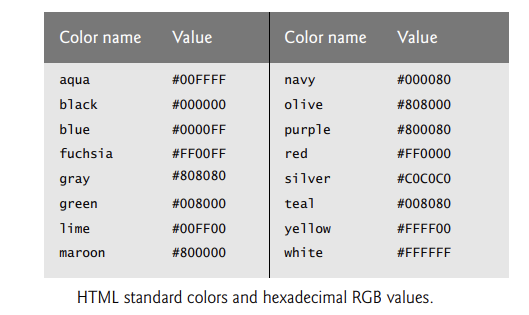 Color name Value Color name Value
aqua #00FFFF navy #000080
black #000000 olive #808000
blue #0000FF purple #800080
fuchsia #FF00FF red #FF0000
gray #808080 silver #C0C0C0
green #008000 teal #008080
lime #00FF00 yellow #FFFF00
maroon #800000 white #FFFFFF
HTML standard colors and hexadecimal RGB values.